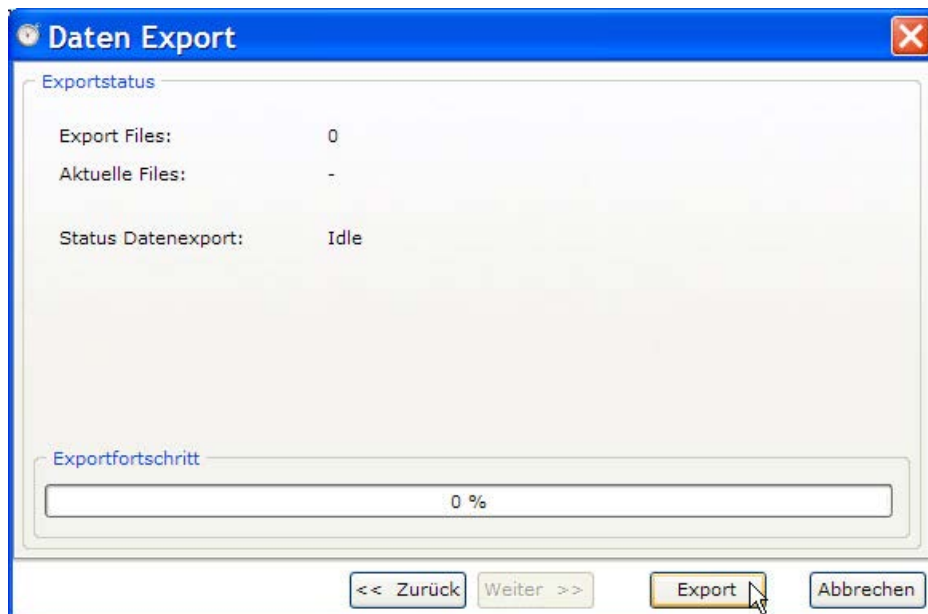 Daten Export
Exportstatus
Export Files: 0
Aktuelle Files: -
Status Datenexport: Idle
Exportfortschritt
0 %
<< Zurück Weiter >> Export Abbrechen